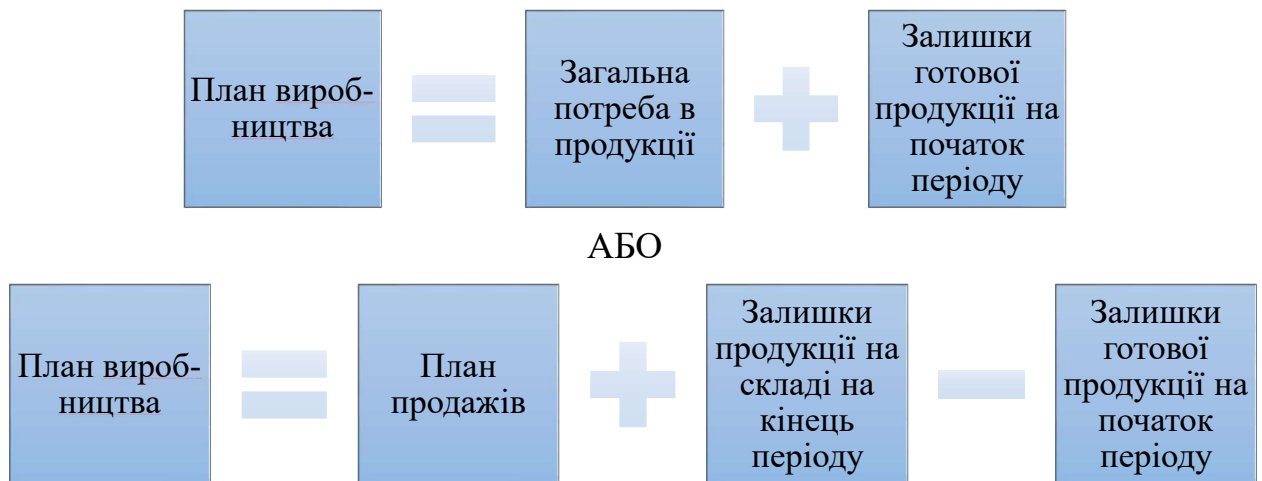 План вироб-
ництва
Загальна
потреба в
продукції
Залишки
готової
продукції на
початок
періоду
АБО
План вироб-
ництва
План
продажів
Залишки
продукції на
складі на
кінець
періоду
Залишки
готової
продукції на
початок
періоду